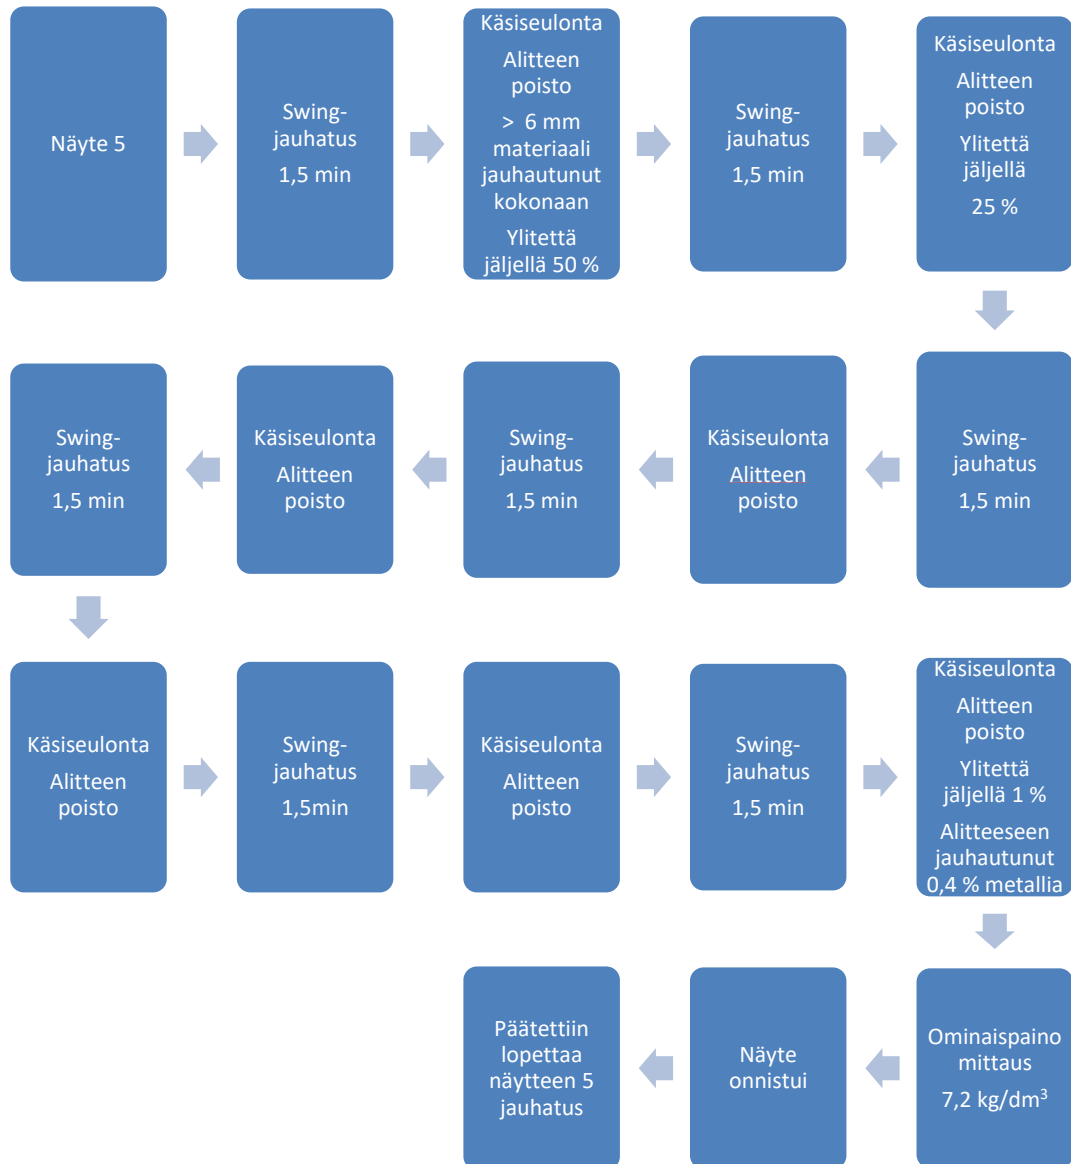 Näyte 5
Swing-
jauhatus
1,5 min
Käsiseulonta
Alitteen
poisto
> 6 mm
materiaali
jauhautunut
kokonaan
Ylitettä
jäljellä 50 %
Swing-
jauhatus
1,5 min
Käsiseulonta
Alitteen
poisto
Ylitettä
jäljellä
25 %
Swing-
jauhatus
1,5 min
Käsiseulonta
Alitteen
poisto
Swing-
jauhatus
1,5 min
Käsiseulonta
Alitteen
poisto
Swing-
jauhatus
1,5 min
Käsiseulonta
Alitteen
poisto
Swing-
jauhatus
1,5min
Käsiseulonta
Alitteen
poisto
Swing-
jauhatus
1,5 min
Käsiseulonta
Alitteen
poisto
Ylitettä
jäljellä 1 %
Alitteeseen
jauhautunut
0,4 % metallia
Ominaispaino
mittaus
7,2 kg/dm³
Näyte
onnistui
Päätettiin
lopettaa
näytteen 5
jauhatus